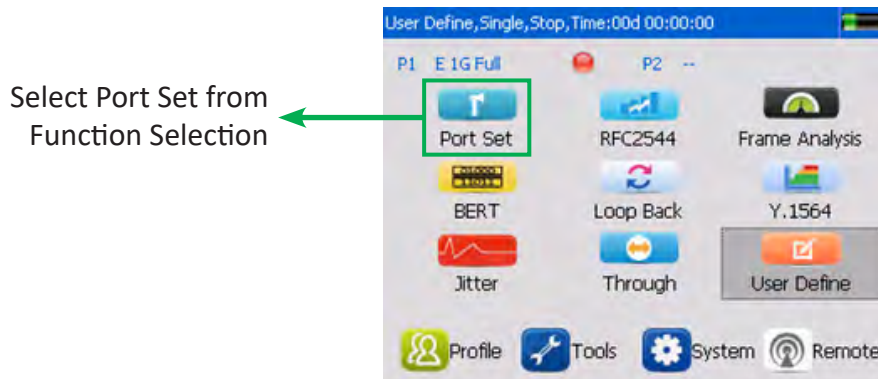 User Define,Single,Stop,Time:00d 00:00:00
P1 E 1G Full P2 --
Select Port Set from
Function Selection
Port Set RFC2544 Frame Analysis
BERT Loop Back Y.1564
Jitter Through User Define
Profile Tools System Remote